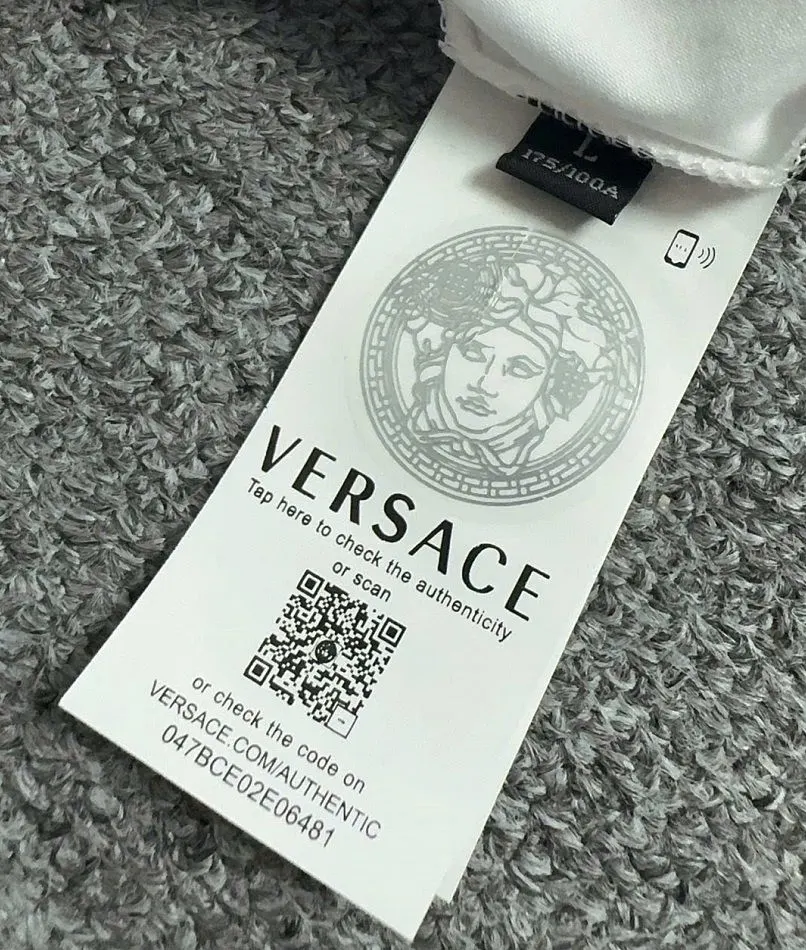 L
175/100A
VERSACE
Tap here to check the authenticity
or scan
or check the code on
VERSACE.COM/AUTHENTIC
047BCE02E06481